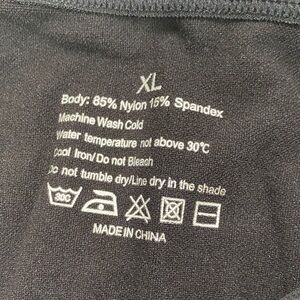 XL
Body: 85% Nylon 15% Spandex
Machine Wash Cold
Water temperature not above 30℃
Cool Iron/Do not Bleach
Do not tumble dry/Line dry in the shade
30C
MADE IN CHINA